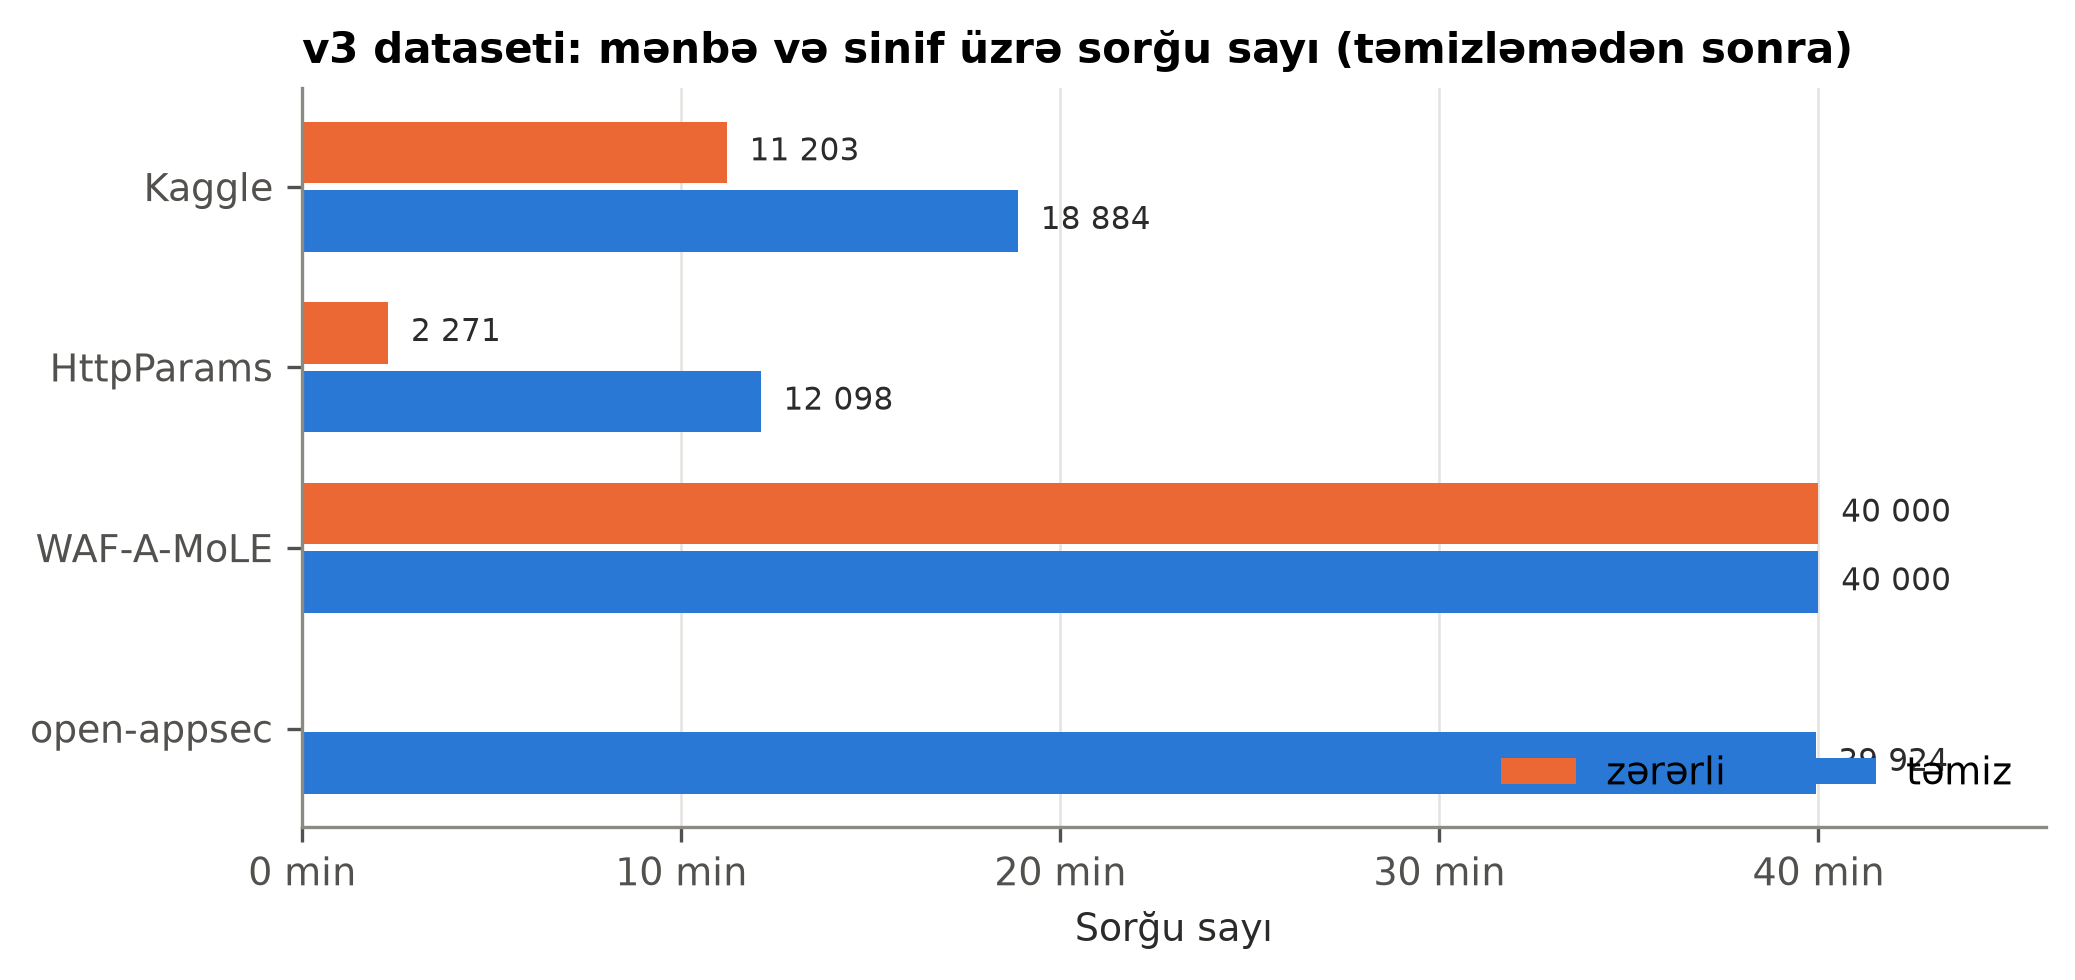 v3 dataseti: mənbə və sinif üzrə sorğu sayı (təmizləmədən sonra)
Kaggle
11 203
18 884
HttpParams
2 271
12 098
WAF-A-MoLE
40 000
40 000
open-appsec
39 924
zərərli təmiz
0 min 10 min 20 min 30 min 40 min
Sorğu sayı